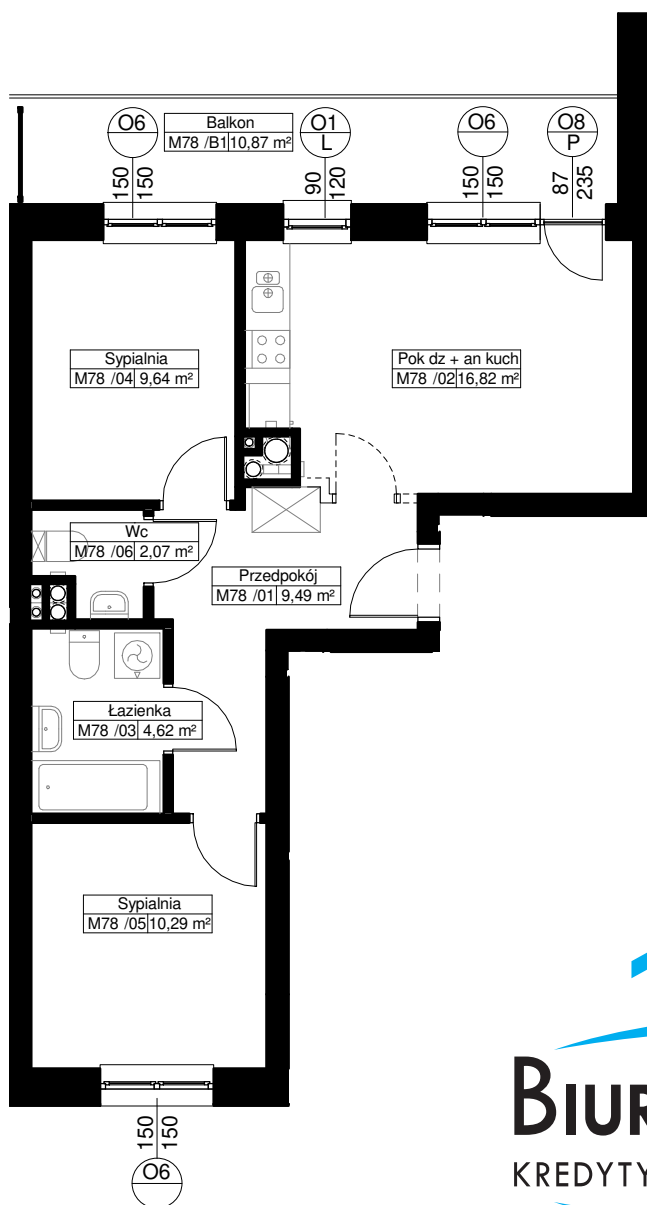 O6
Balkon
M78 /B1 10,87 m²
O1
L
O6
O8
P
150
150
90
120
150
150
87
235
Sypialnia
M78 /04 9,64 m²
Pok dz + an kuch
M78 /02 16,82 m²
Wc
M78 /06 2,07 m²
Przedpokój
M78 /01 9,49 m²
Łazienka
M78 /03 4,62 m²
Sypialnia
M78 /05 10,29 m²
150
150
O6
BIUR
KREDYTY